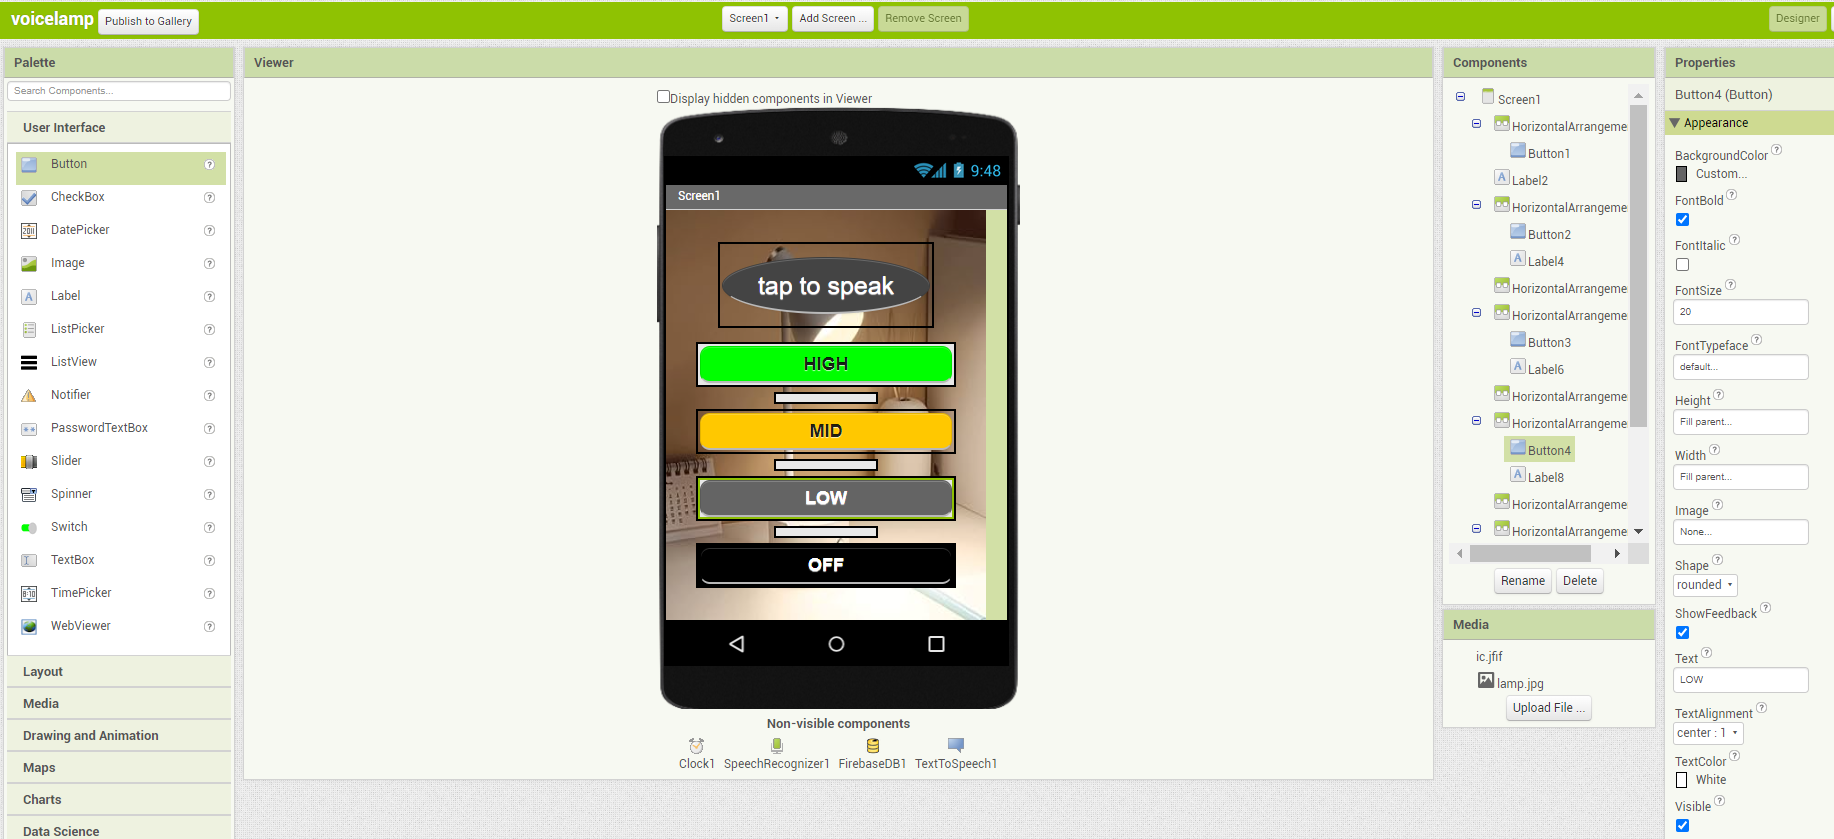 voicelamp
Publish to Gallery
Screen1
Add Screen ...
Remove Screen
Designer
Palette
Search Components...
User Interface
Button
CheckBox
DatePicker
Image
Label
ListPicker
ListView
Notifier
PasswordTextBox
Slider
Spinner
Switch
TextBox
TimePicker
WebViewer
Layout
Media
Drawing and Animation
Maps
Charts
Data Science
Viewer
Display hidden components in Viewer
9:48
Screen1
tap to speak
HIGH
MID
LOW
OFF
Non-visible components
Clock1
SpeechRecognizer1
FirebaseDB1
TextToSpeech1
Components
Screen1
HorizontalArrangeme
Button1
Label2
HorizontalArrangeme
Button2
Label4
HorizontalArrangeme
HorizontalArrangeme
Button3
Label6
HorizontalArrangeme
HorizontalArrangeme
Button4
Label8
HorizontalArrangeme
HorizontalArrangeme
Rename
Delete
Media
ic.jfif
lamp.jpg
Upload File ...
Properties
Button4 (Button)
Appearance
BackgroundColor
Custom...
FontBold
FontItalic
FontSize
20
FontTypeface
default...
Height
Fill parent...
Width
Fill parent...
Image
None...
Shape
rounded
ShowFeedback
Text
LOW
TextAlignment
center : 1
TextColor
White
Visible